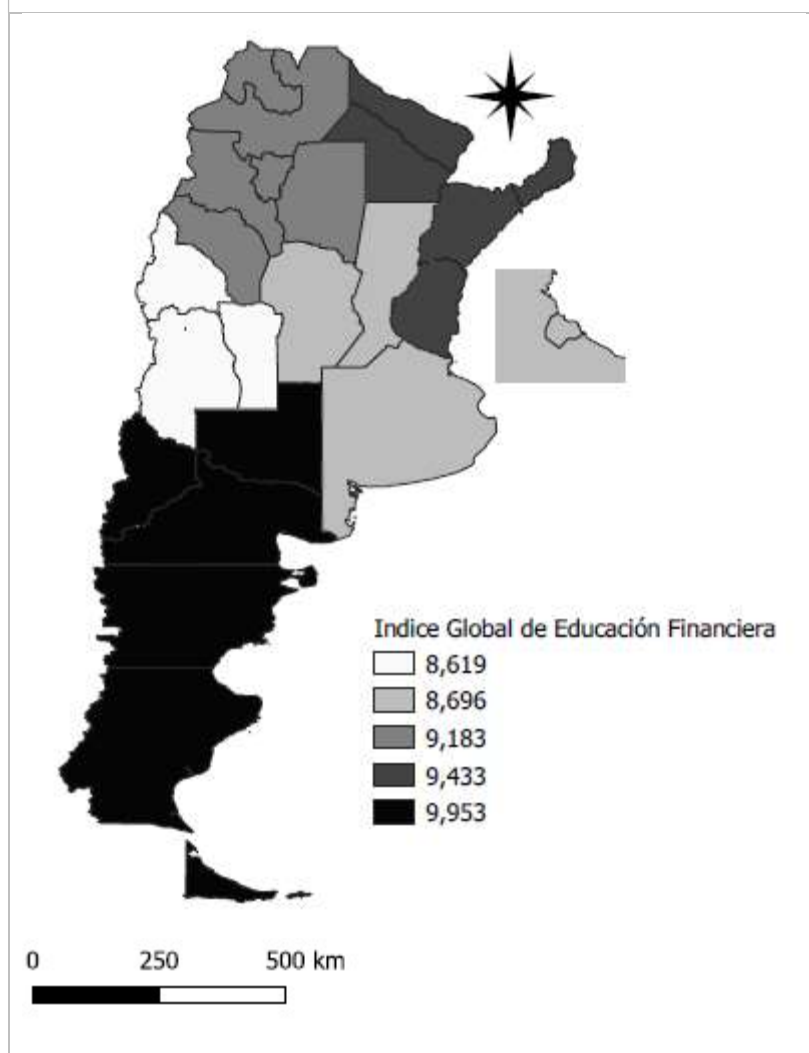 Indice Global de Educación Financiera
8,619
8,696
9,183
9,433
9,953
0 250 500 km